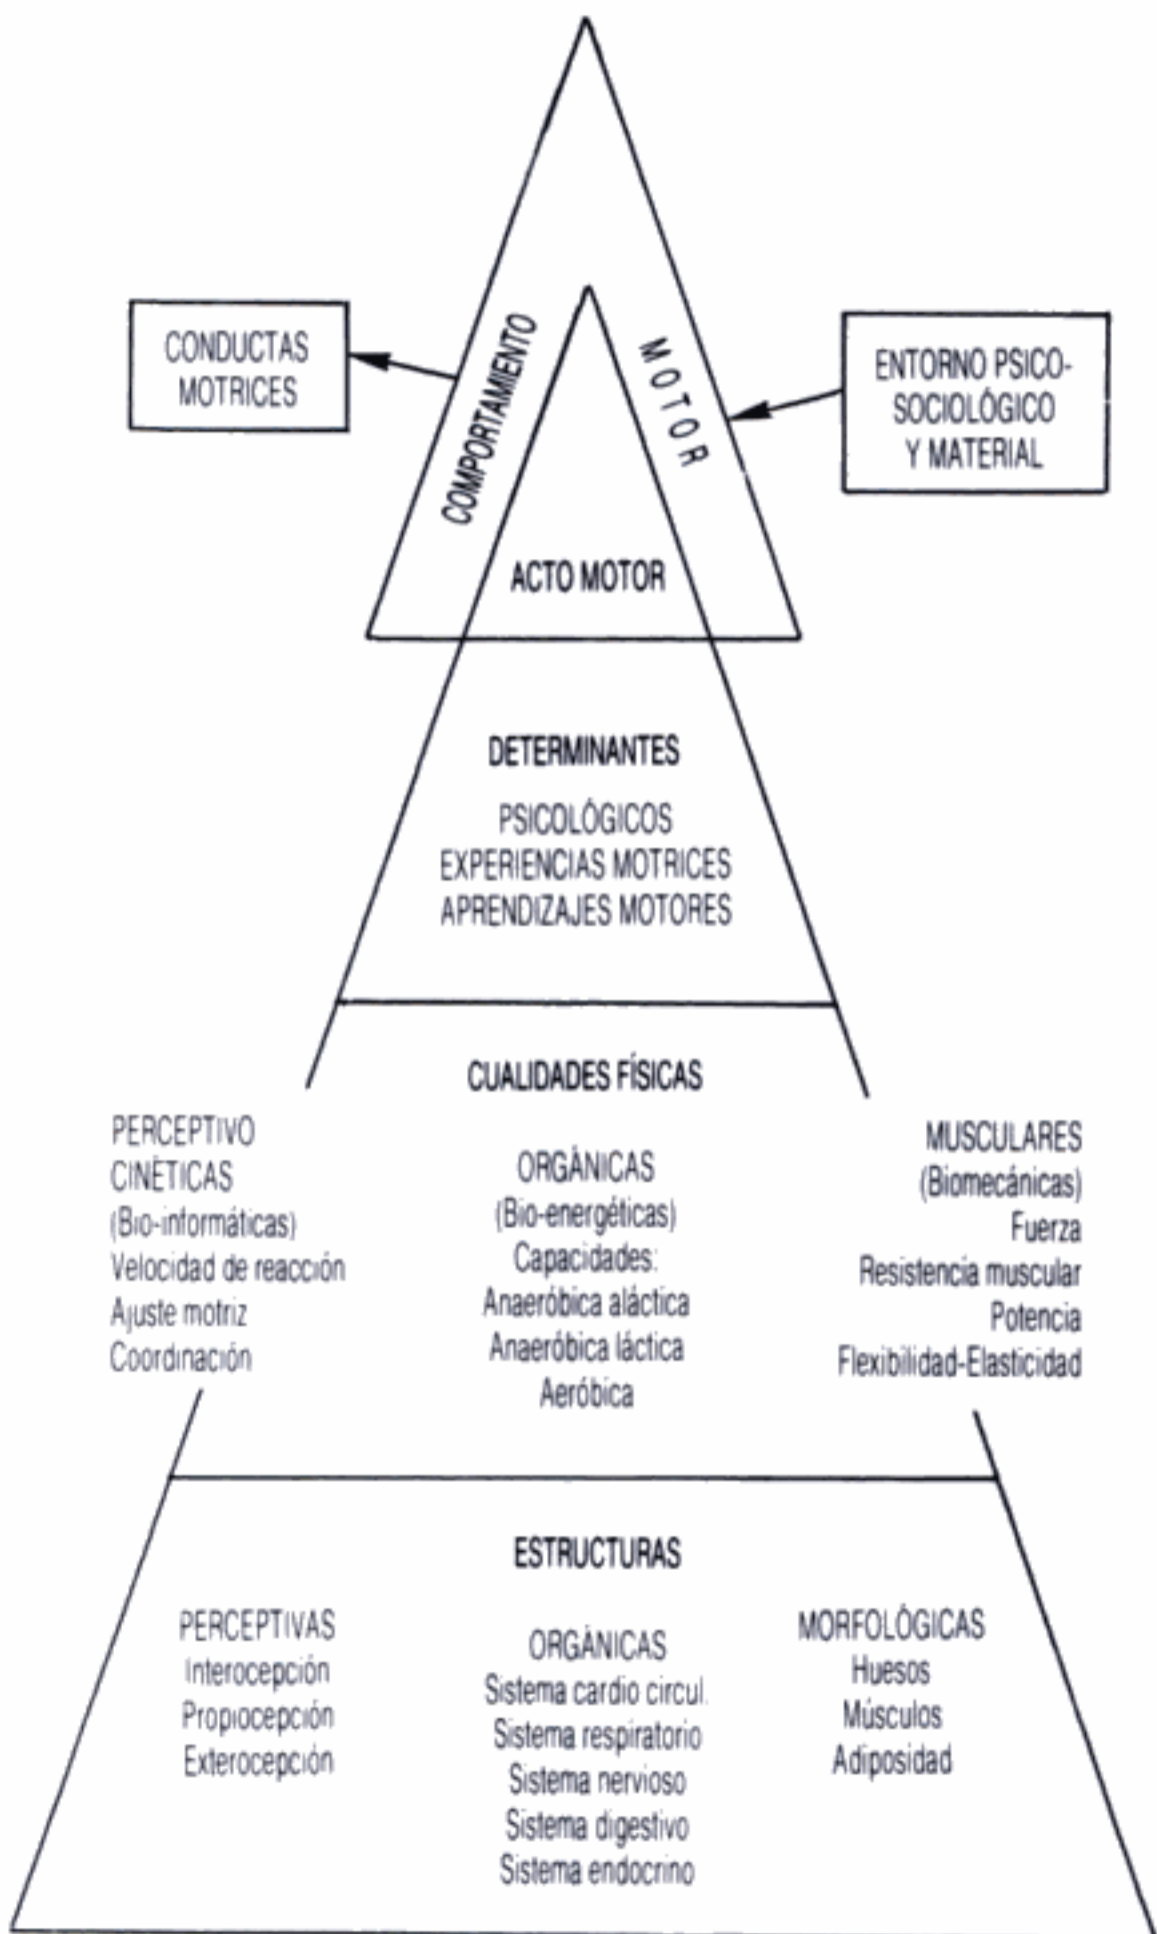 CONDUCTAS
MOTRICES
COMPORTAMIENTO
MOTOR
ENTORNO PSICO-
SOCIOLÓGICO
Y MATERIAL
ACTO MOTOR
DETERMINANTES
PSICOLÓGICOS
EXPERIENCIAS MOTRICES
APRENDIZAJES MOTORES
CUALIDADES FÍSICAS
PERCEPTIVO
CINÉTICAS
(Bio-informáticas)
Velocidad de reacción
Ajuste motriz
Coordinación
ORGÁNICAS
(Bio-energéticas)
Capacidades:
Anaeróbica aláctica
Anaeróbica láctica
Aeróbica
MUSCULARES
(Biomecánicas)
Fuerza
Resistencia muscular
Potencia
Flexibilidad-Elasticidad
ESTRUCTURAS
PERCEPTIVAS
Interocepción
Propiocepción
Exterocepción
ORGÁNICAS
Sistema cardio circul.
Sistema respiratorio
Sistema nervioso
Sistema digestivo
Sistema endocrino
MORFOLÓGICAS
Huesos
Músculos
Adiposidad